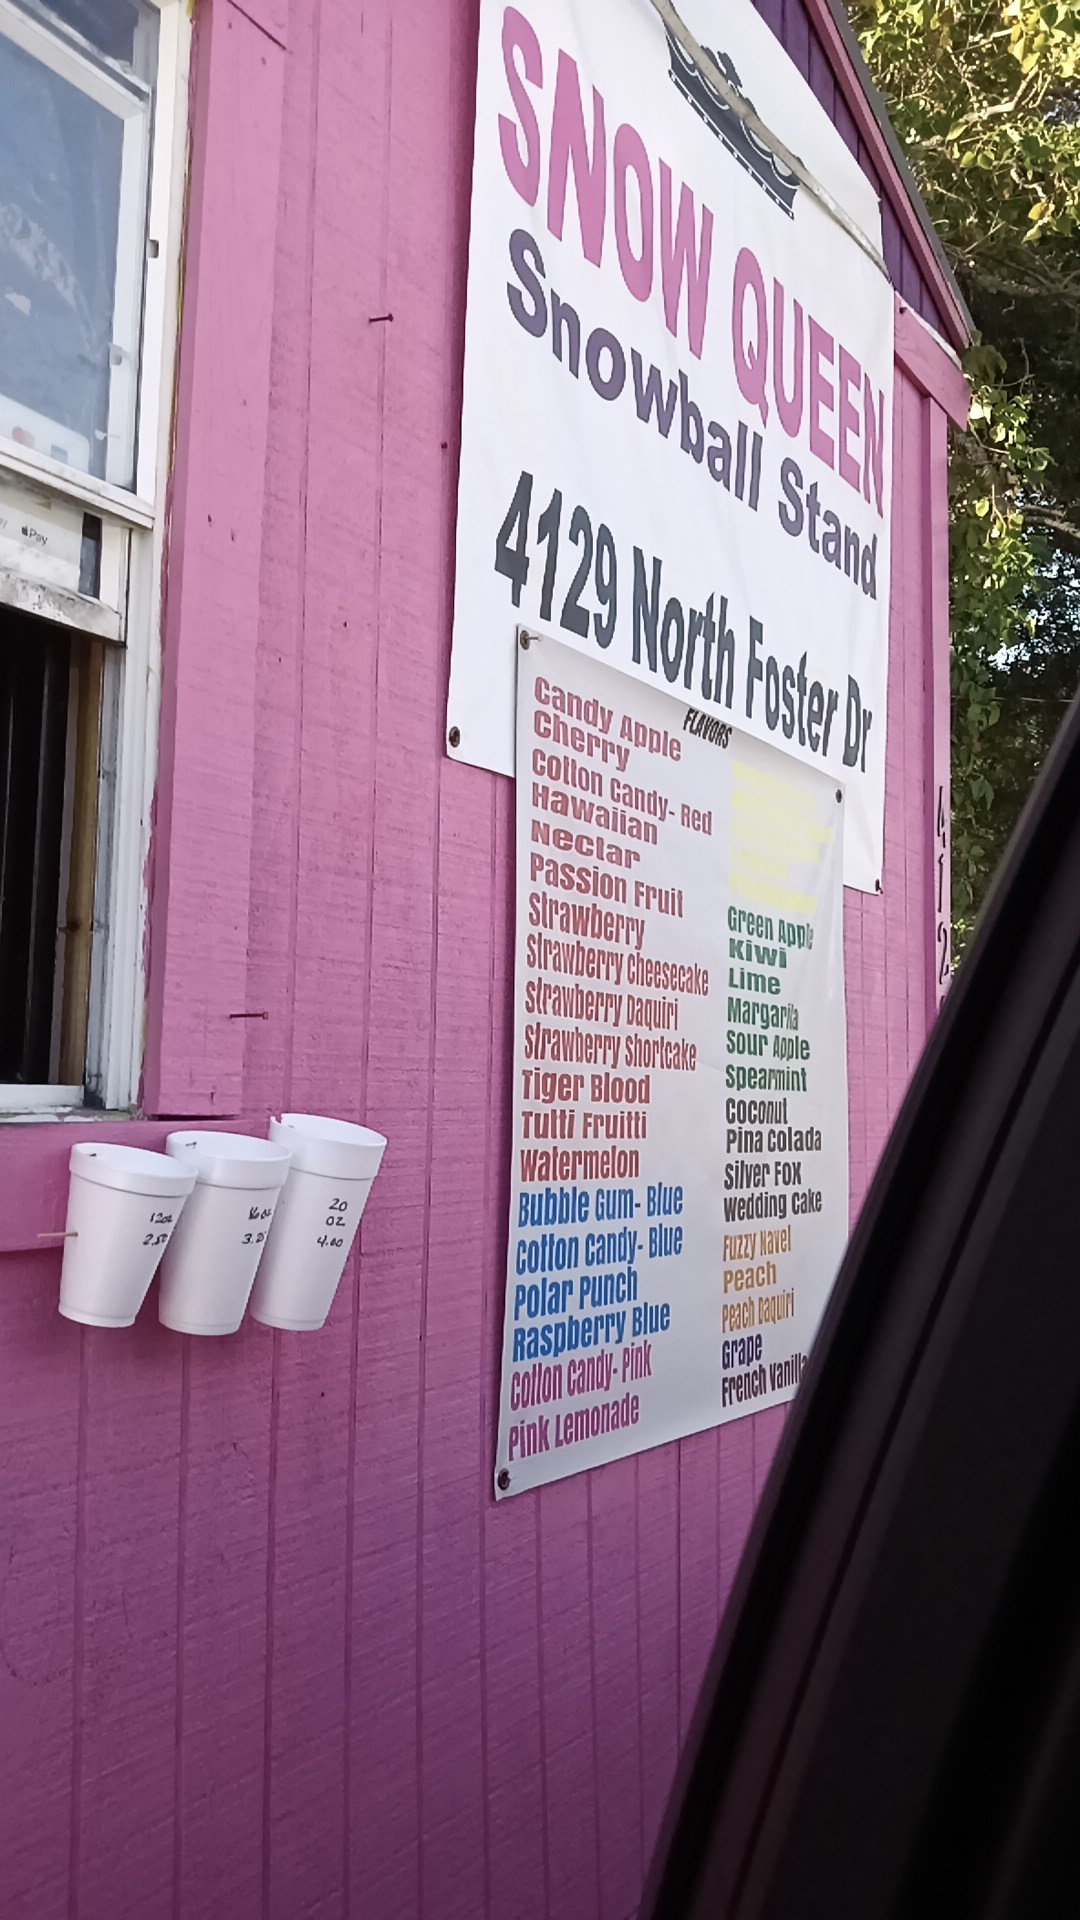 SNOW QUEEN
Snowball Stand
4129 North Foster Dr
FLAVORS
Candy Apple
Cherry
Cotton Candy- Red
Hawaiian
Nectar
Passion Fruit
Strawberry
Strawberry Cheesecake
Strawberry Daquiri
Strawberry Shortcake
Tiger Blood
Tutti Fruitti
Watermelon
Bubble Gum- Blue
Cotton Candy- Blue
Polar Punch
Raspberry Blue
Cotton Candy- Pink
Pink Lemonade
Green Apple
Kiwi
Lime
Margarita
Sour Apple
Spearmint
Coconut
Pina Colada
Silver Fox
Wedding Cake
Fuzzy Navel
Peach
Peach Daquiri
Grape
French Vanilla
Pay
12oz
2.50
16oz
3.25
20
OZ
4.00
412